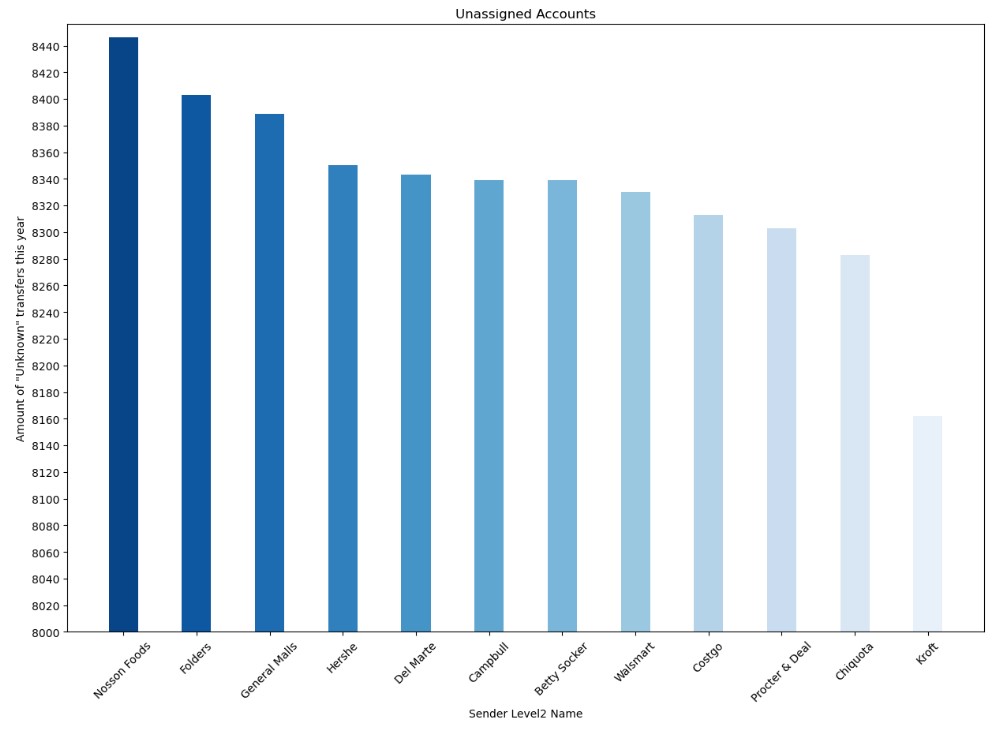 Unassigned Accounts
Amount of "Unknown" transfers this year
8440
8420
8400
8380
8360
8340
8320
8300
8280
8260
8240
8220
8200
8180
8160
8140
8120
8100
8080
8060
8040
8020
8000
Nosson Foods
Folders
General Malls
Hershe
Del Marte
Campbull
Betty Socker
Walsmart
Costgo
Procter & Deal
Chiquota
Kroft
Sender Level2 Name